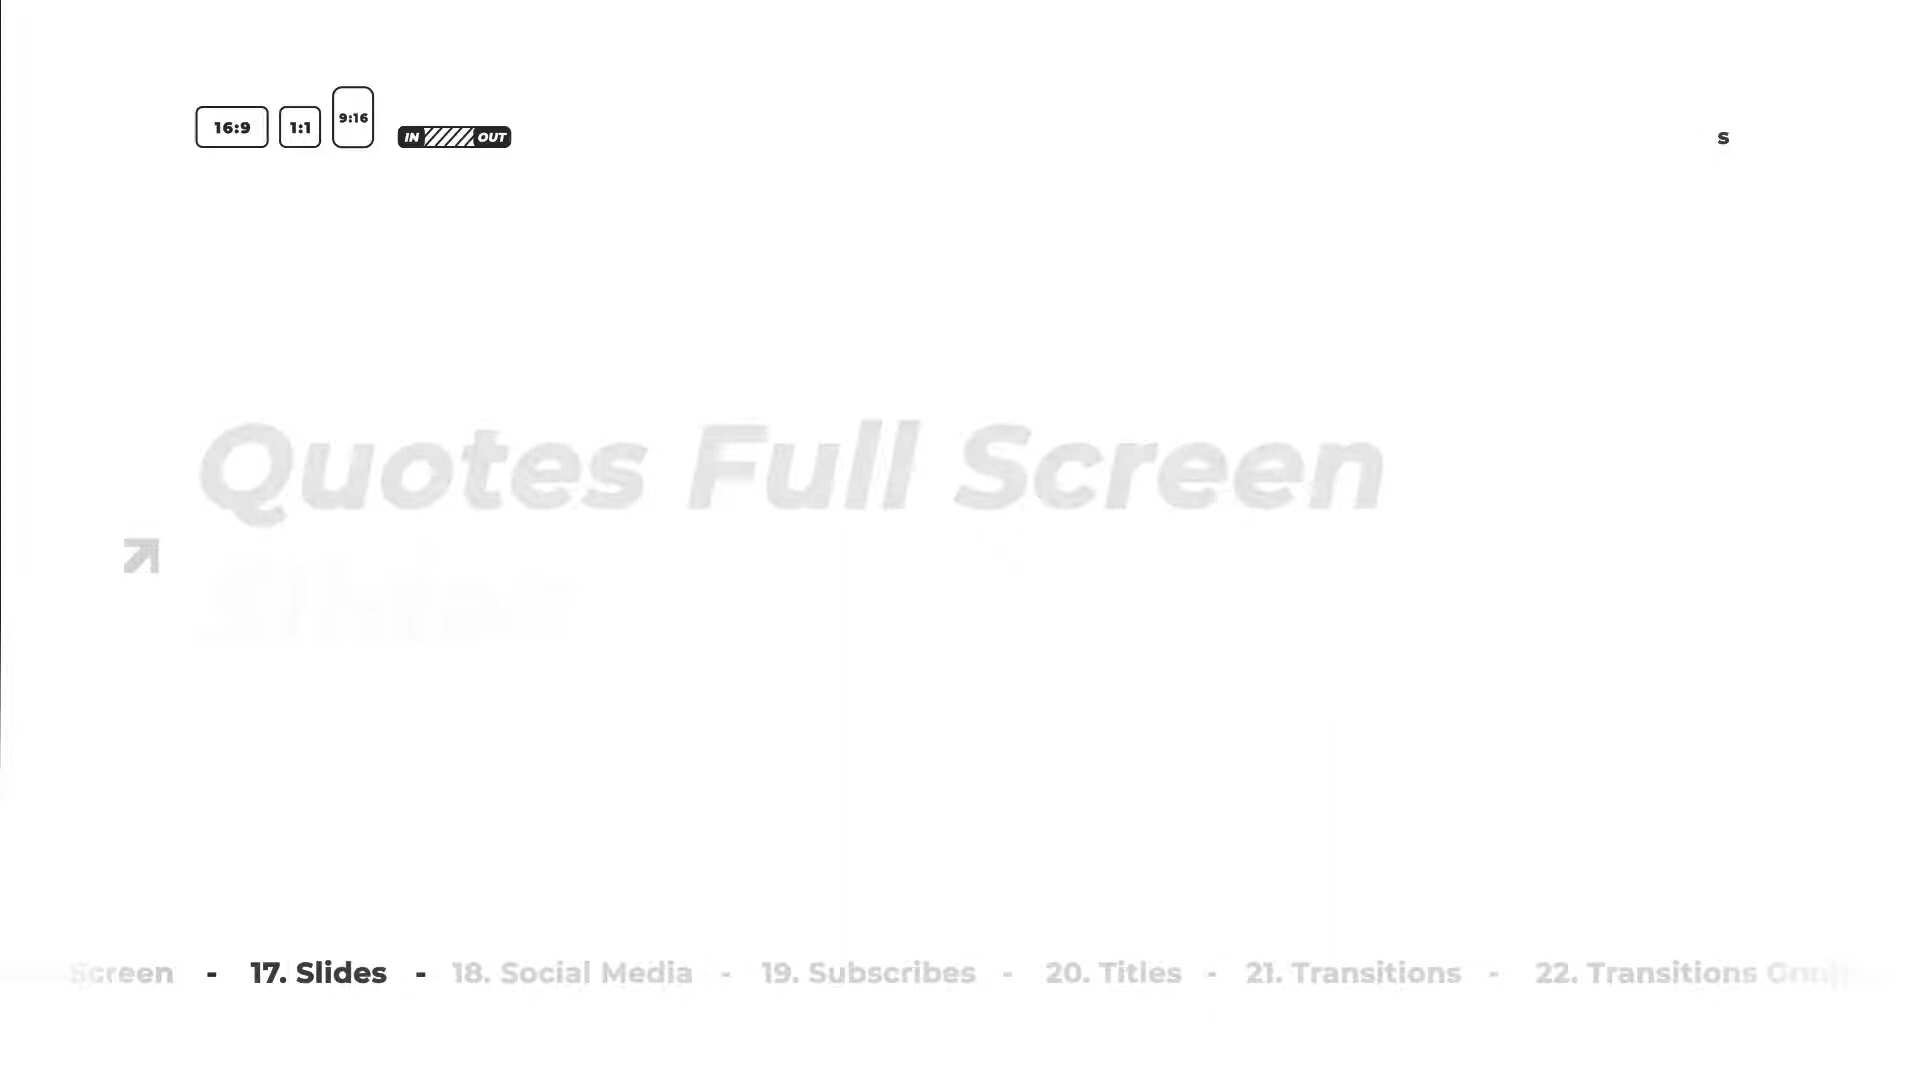 16:9 1:1 9:16 IN OUT
s
Quotes Full Screen
Screen - 17. Slides - 18. Social Media - 19. Subscribes - 20. Titles - 21. Transitions - 22. Transitions